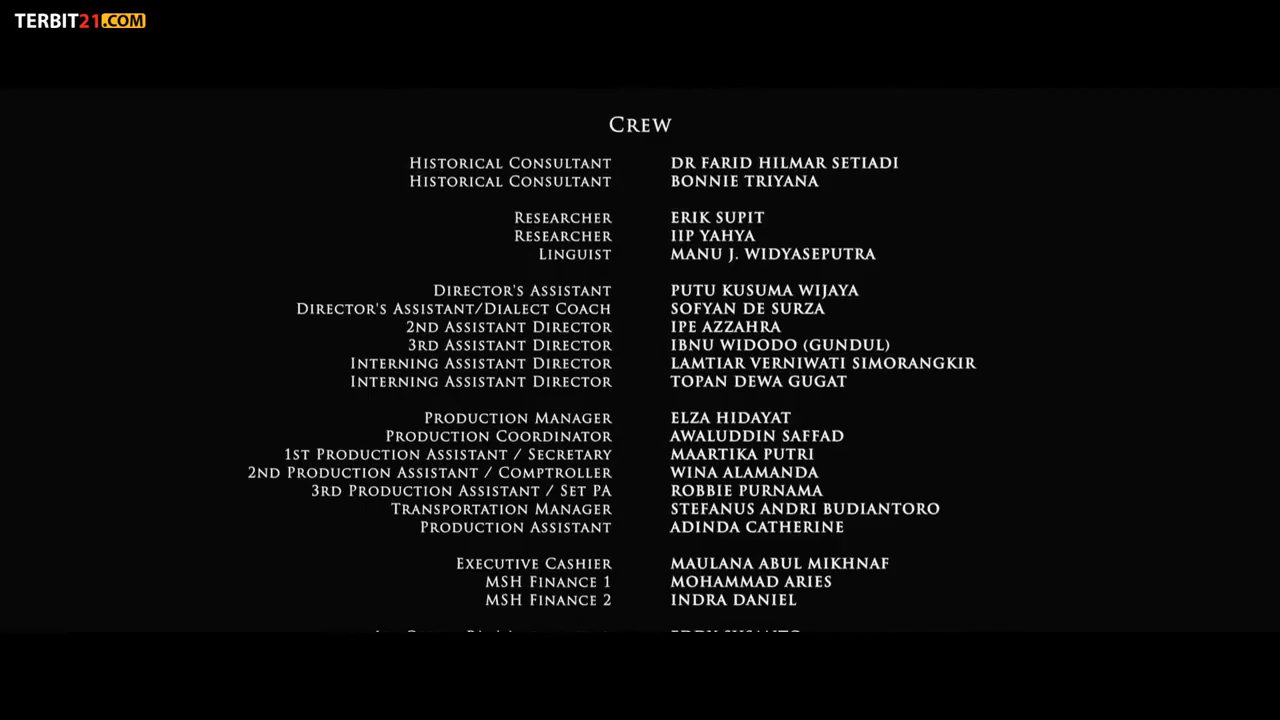 TERBIT21.COM
CREW
HISTORICAL CONSULTANT DR FARID HILMAR SETIADI
HISTORICAL CONSULTANT BONNIE TRIYANA
RESEARCHER ERIK SUPIT
RESEARCHER IIP YAHYA
LINGUIST MANU J. WIDYASEPUTRA
DIRECTOR'S ASSISTANT PUTU KUSUMA WIJAYA
DIRECTOR'S ASSISTANT/DIALECT COACH SOFYAN DE SURZA
2ND ASSISTANT DIRECTOR IPE AZZAHRA
3RD ASSISTANT DIRECTOR IBNU WIDODO (GUNDUL)
INTERNING ASSISTANT DIRECTOR LAMTIAR VERNIWATI SIMORANGKIR
INTERNING ASSISTANT DIRECTOR TOPAN DEWA GUGAT
PRODUCTION MANAGER ELZA HIDAYAT
PRODUCTION COORDINATOR AWALUDDIN SAFFAD
1ST PRODUCTION ASSISTANT / SECRETARY MAARTIKA PUTRI
2ND PRODUCTION ASSISTANT / COMPTROLLER WINA ALAMANDA
3RD PRODUCTION ASSISTANT / SET PA ROBBIE PURNAMA
TRANSPORTATION MANAGER STEFANUS ANDRI BUDIANTORO
PRODUCTION ASSISTANT ADINDA CATHERINE
EXECUTIVE CASHIER MAULANA ABUL MIKHNAF
MSH FINANCE 1 MOHAMMAD ARIES
MSH FINANCE 2 INDRA DANIEL